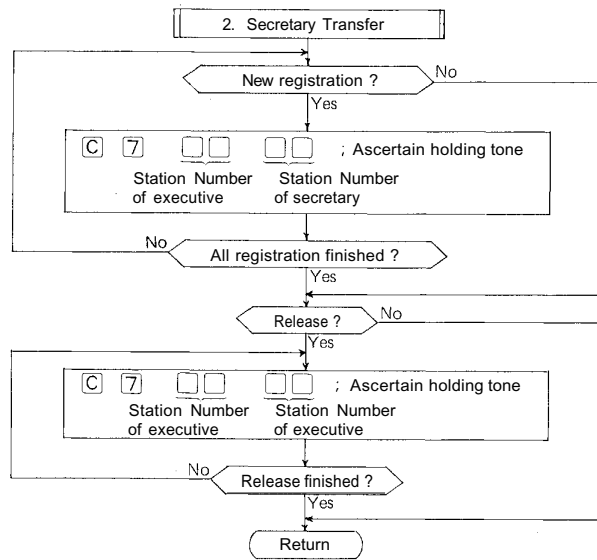 2. Secretary Transfer
New registration ?
No
Yes
C 7 ; Ascertain holding tone
Station Number Station Number
of executive of secretary
No
All registration finished ?
Yes
Release ?
No
Yes
C 7 ; Ascertain holding tone
Station Number Station Number
of executive of executive
No
Release finished ?
Yes
Return